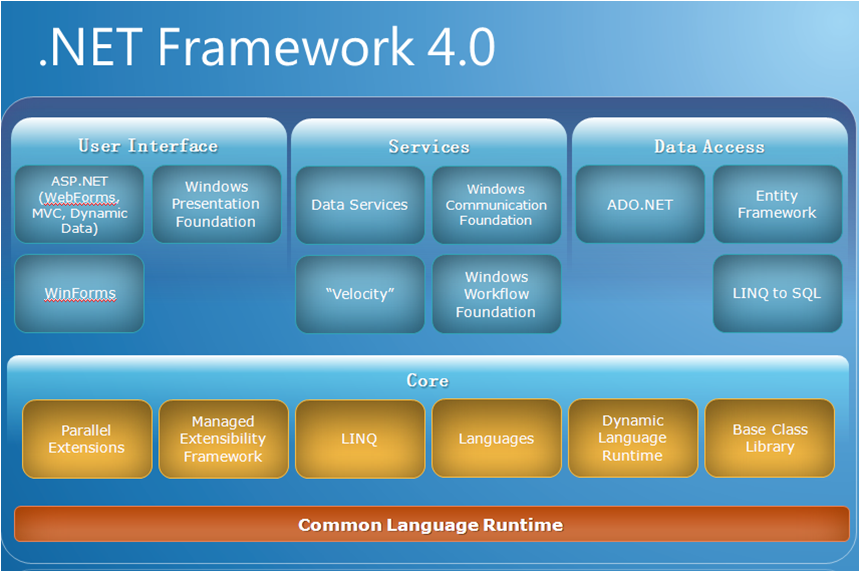 .NET Framework 4.0
User Interface
ASP.NET
(WebForms,
MVC, Dynamic
Data)
Windows
Presentation
Foundation
WinForms
Services
Data Services
Windows
Communication
Foundation
“Velocity”
Windows
Workflow
Foundation
Data Access
ADO.NET
Entity
Framework
LINQ to SQL
Core
Parallel
Extensions
Managed
Extensibility
Framework
LINQ
Languages
Dynamic
Language
Runtime
Base Class
Library
Common Language Runtime